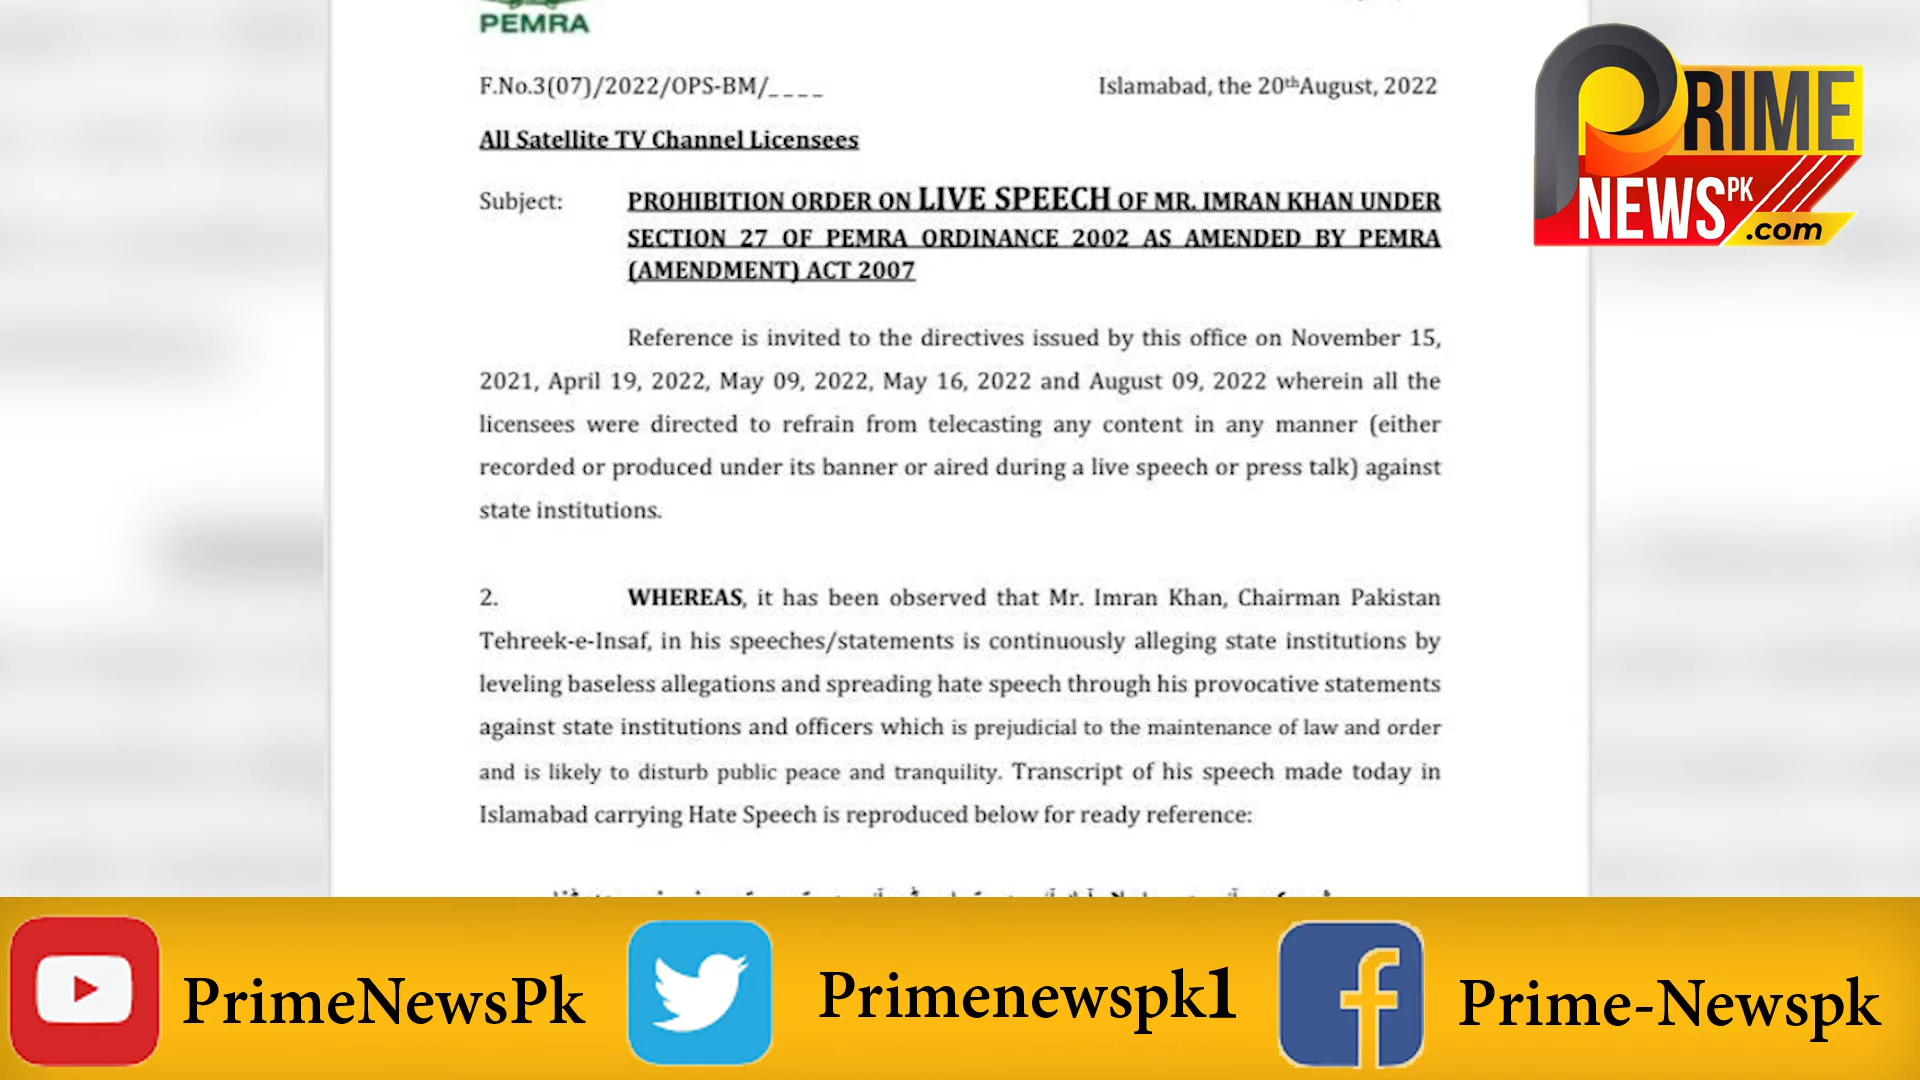 PEMRA
F.No.3(07)/2022/OPS-BM/____ Islamabad, the 20thAugust, 2022
All Satellite TV Channel Licensees
Subject: PROHIBITION ORDER ON LIVE SPEECH OF MR. IMRAN KHAN UNDER
SECTION 27 OF PEMRA ORDINANCE 2002 AS AMENDED BY PEMRA
(AMENDMENT) ACT 2007
Reference is invited to the directives issued by this office on November 15,
2021, April 19, 2022, May 09, 2022, May 16, 2022 and August 09, 2022 wherein all the
licensees were directed to refrain from telecasting any content in any manner (either
recorded or produced under its banner or aired during a live speech or press talk) against
state institutions.
2. WHEREAS, it has been observed that Mr. Imran Khan, Chairman Pakistan
Tehreek-e-Insaf, in his speeches/statements is continuously alleging state institutions by
leveling baseless allegations and spreading hate speech through his provocative statements
against state institutions and officers which is prejudicial to the maintenance of law and order
and is likely to disturb public peace and tranquility. Transcript of his speech made today in
Islamabad carrying Hate Speech is reproduced below for ready reference:
PRIME
NEWSPK
.com
PrimeNewsPk
Primenewspk1
Prime-Newspk